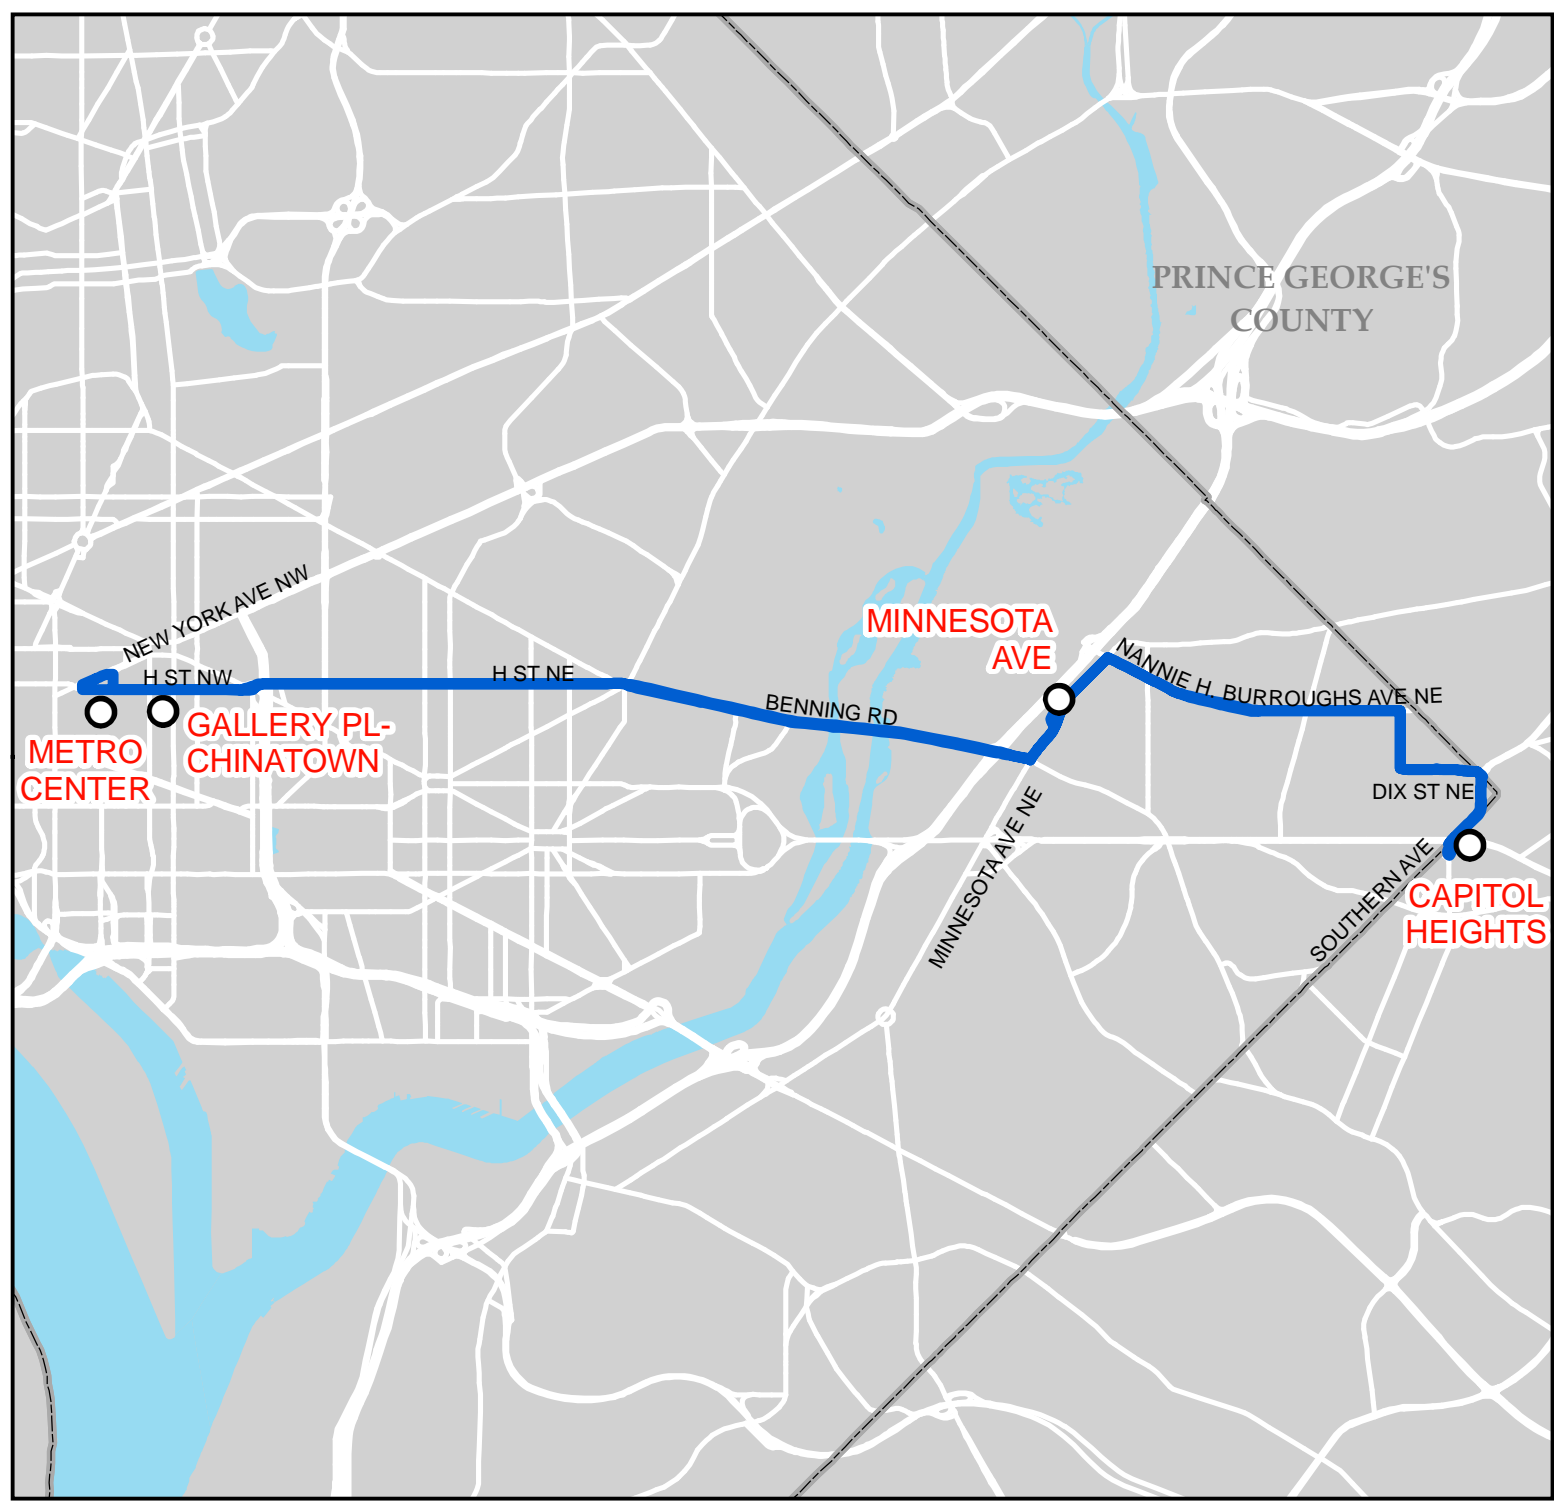 PRINCE GEORGE'S
COUNTY
NEW YORK AVE NW
MINNESOTA
AVE
NANNIE H. BURROUGHS AVE NE
H ST NW
H ST NE
BENNING RD
GALLERY PL-
CHINATOWN
METRO
CENTER
DIX ST NE
MINNESOTA AVE NE
SOUTHERN AVE
CAPITOL
HEIGHTS